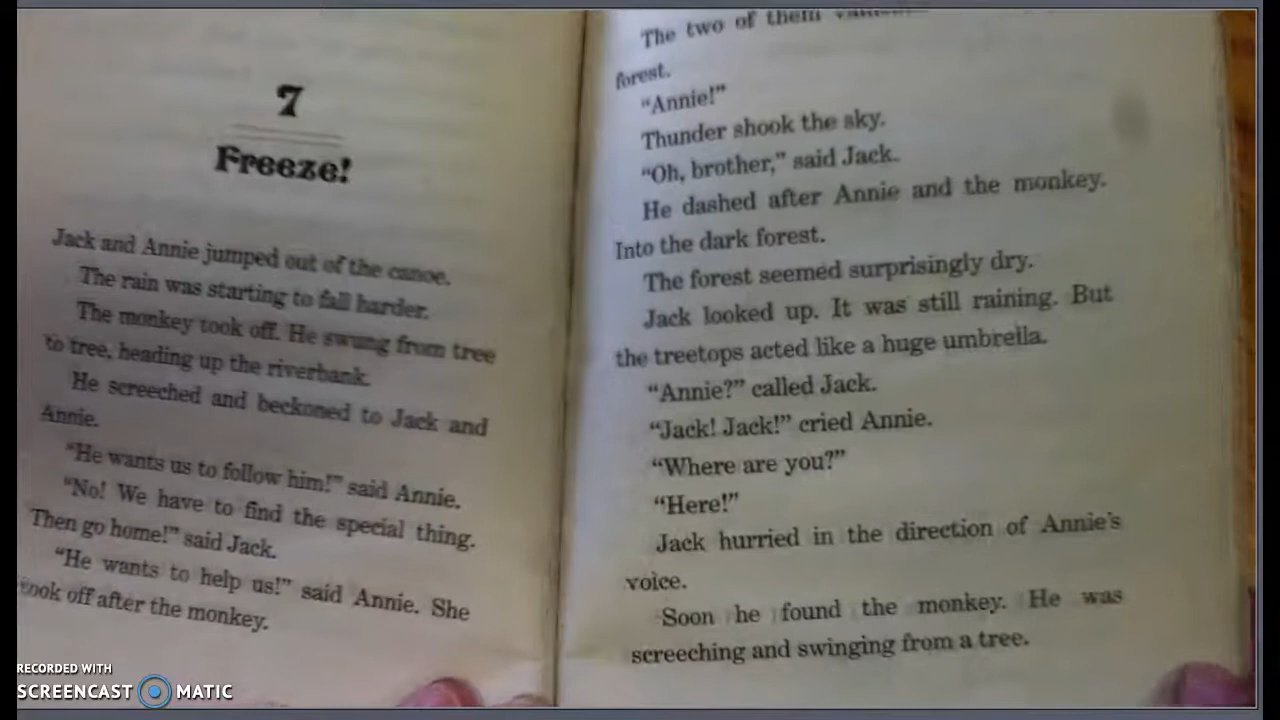 7
Freeze!
Jack and Annie jumped out of the canoe.
The rain was starting to fall harder.
The monkey took off. He swung from tree
to tree, heading up the riverbank.
He screeched and beckoned to Jack and
Annie.
“He wants us to follow him!” said Annie.
“No! We have to find the special thing.
Then go home!” said Jack.
“He wants to help us!” said Annie. She
took off after the monkey.
The two of them
forest.
“Annie!”
Thunder shook the sky.
“Oh, brother,” said Jack.
He dashed after Annie and the monkey.
Into the dark forest.
The forest seemed surprisingly dry.
Jack looked up. It was still raining. But
the treetops acted like a huge umbrella.
“Annie?” called Jack.
“Jack! Jack!” cried Annie.
“Where are you?”
“Here!”
Jack hurried in the direction of Annie’s
voice.
Soon he found the monkey. He was
screeching and swinging from a tree.
RECORDED WITH
SCREENCAST MATIC